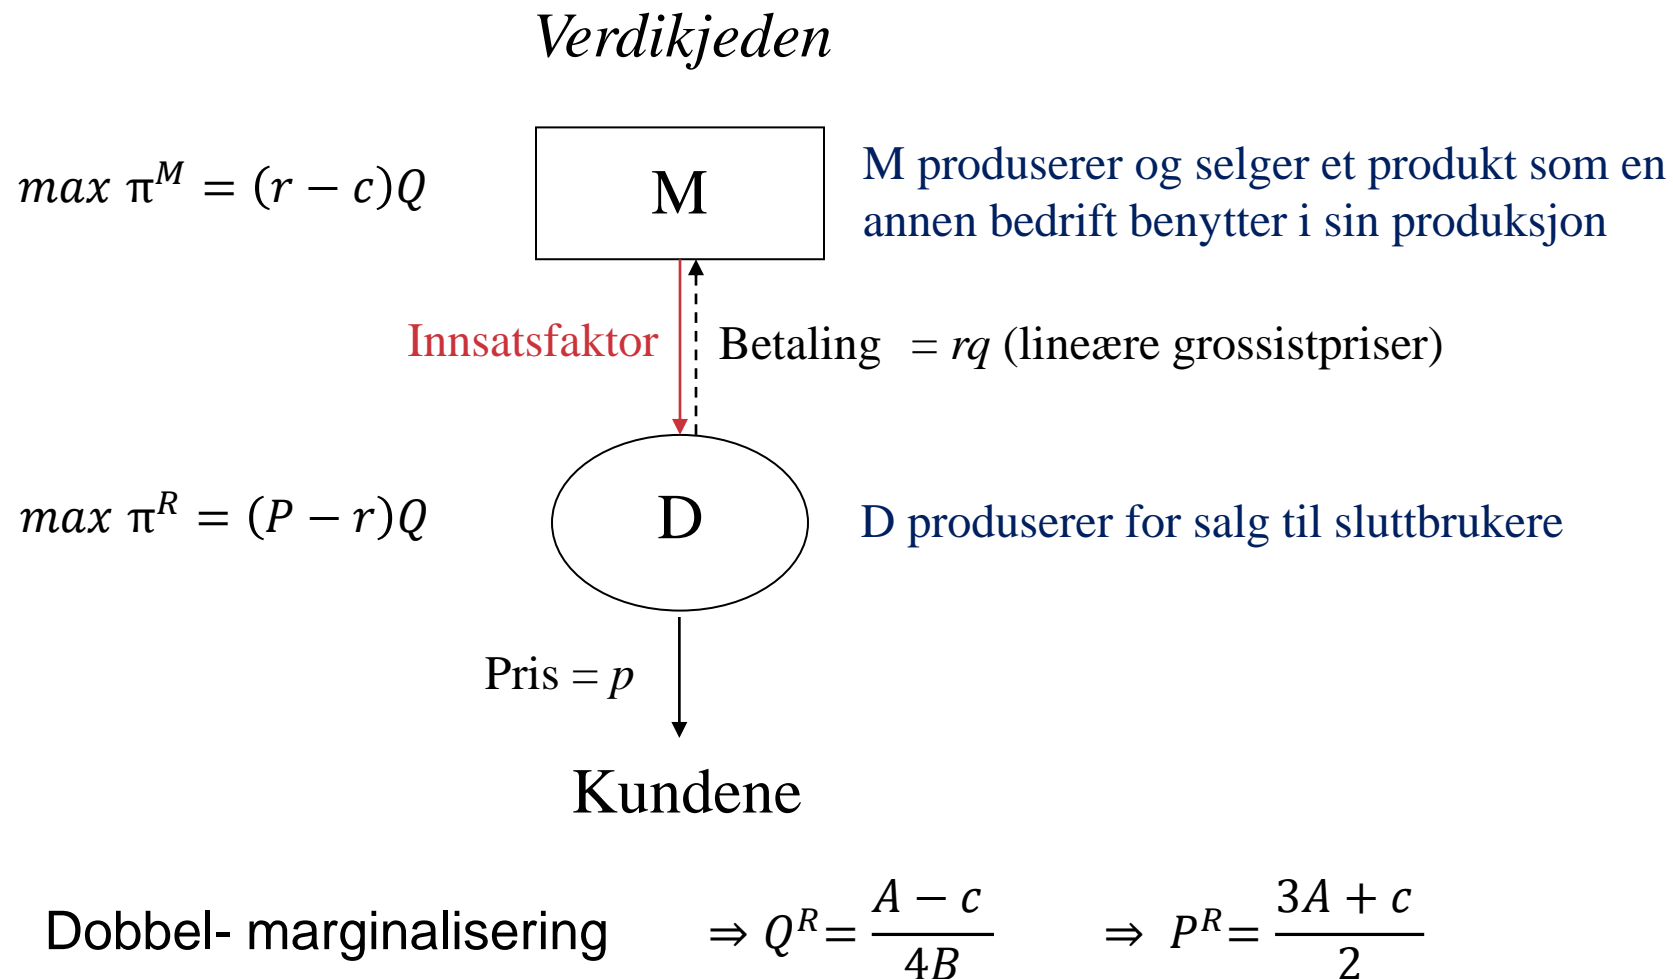 Verdikjeden
max π^M = (r − c)Q
M
M produserer og selger et produkt som en
annen bedrift benytter i sin produksjon
Innsatsfaktor
Betaling = rq (lineære grossistpriser)
max π^R = (P − r)Q
D
D produserer for salg til sluttbrukere
Pris = p
Kundene
Dobbel- marginalisering ⇒ Q^R = (A − c)/(4B) ⇒ P^R = (3A + c)/2